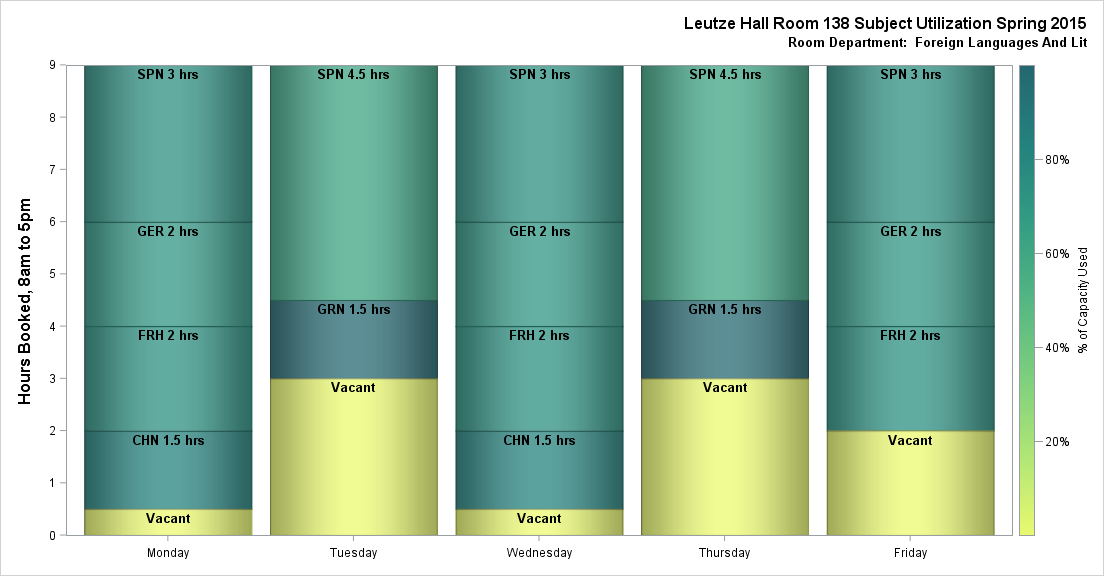 Leutze Hall Room 138 Subject Utilization Spring 2015
Room Department:  Foreign Languages And Lit
Hours Booked, 8am to 5pm
9
8
7
6
5
4
3
2
1
0
SPN 3 hrs
GER 2 hrs
FRH 2 hrs
CHN 1.5 hrs
Vacant
SPN 4.5 hrs
GRN 1.5 hrs
Vacant
SPN 3 hrs
GER 2 hrs
FRH 2 hrs
CHN 1.5 hrs
Vacant
SPN 4.5 hrs
GRN 1.5 hrs
Vacant
SPN 3 hrs
GER 2 hrs
FRH 2 hrs
Vacant
Monday
Tuesday
Wednesday
Thursday
Friday
80%
60%
40%
20%
% of Capacity Used